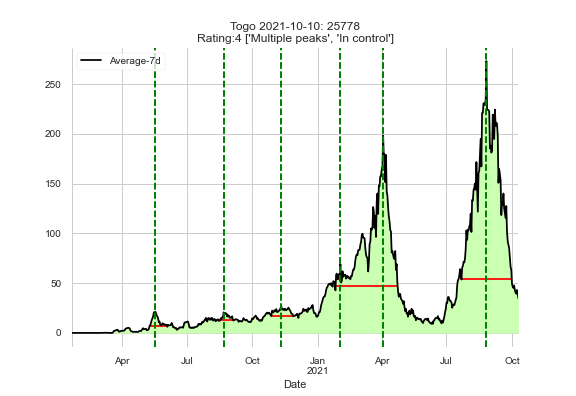 Togo 2021-10-10: 25778
Rating:4 ['Multiple peaks', 'In control']
Average-7d
250
200
150
100
50
0
Apr
Jul
Oct
Jan
2021
Apr
Jul
Oct
Date